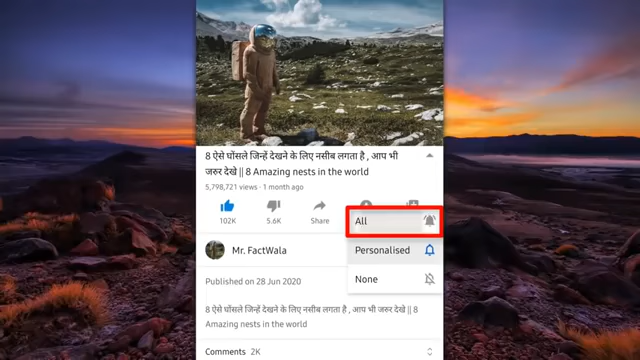 8 ऐसे घोंसले जिन्हें देखने के लिए नसीब लगता है , आप भी
जरुर देखे || 8 Amazing nests in the world
5,798,721 views · 1 month ago
102K 5.6K Share
All
Mr. FactWala
Personalised
None
Published on 28 Jun 2020
8 ऐसे घोंसले जिन्हें देखने के लिए नसीब लगता है , आप भी जरुर देखे || 8
Amazing nests in the world
Comments 2K